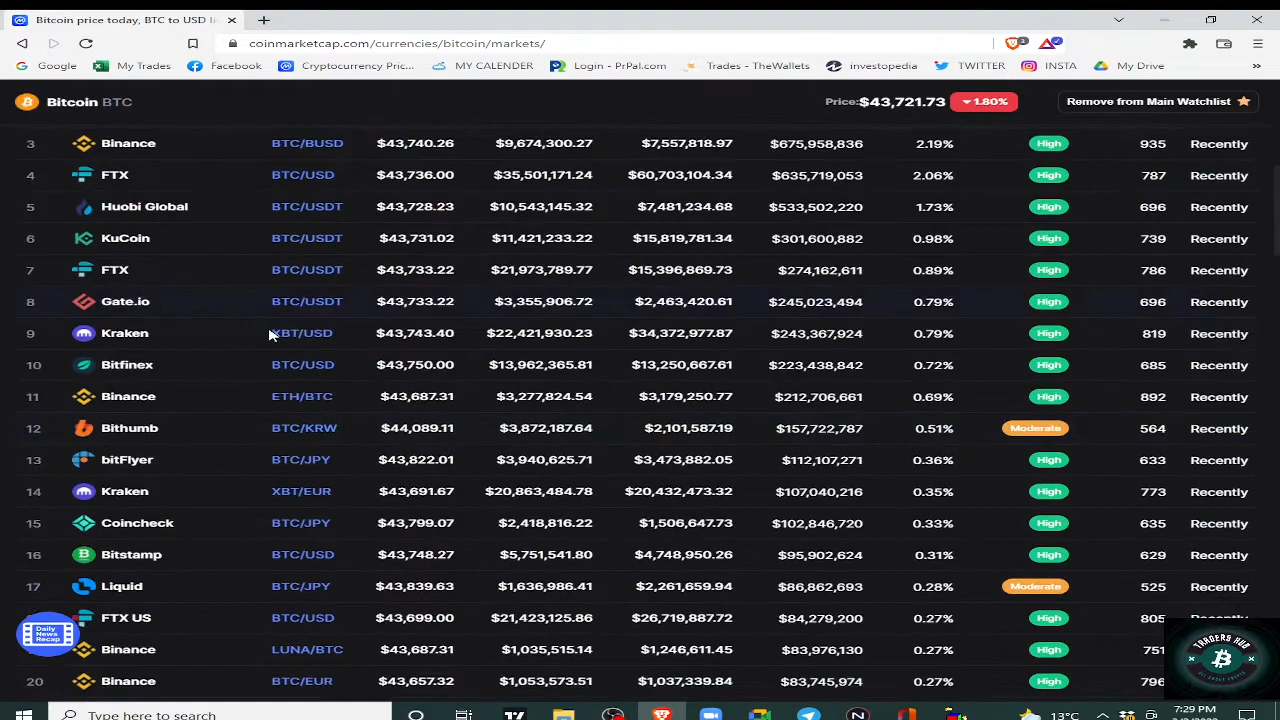 Bitcoin price today, BTC to USD li
coinmarketcap.com/currencies/bitcoin/markets/
Google My Trades Facebook Cryptocurrency Pric... MY CALENDER Login - PrPal.com Trades - TheWallets investopedia TWITTER INSTA My Drive
Bitcoin BTC Price: $43,721.73 1.80% Remove from Main Watchlist
3 Binance BTC/BUSD $43,740.26 $9,674,300.27 $7,557,818.97 $675,958,836 2.19% High 935 Recently
4 FTX BTC/USD $43,736.00 $35,501,171.24 $60,703,104.34 $635,719,053 2.06% High 787 Recently
5 Huobi Global BTC/USDT $43,728.23 $10,543,145.32 $7,481,234.68 $533,502,220 1.73% High 696 Recently
6 KuCoin BTC/USDT $43,731.02 $11,421,233.22 $15,819,781.34 $301,600,882 0.98% High 739 Recently
7 FTX BTC/USDT $43,733.22 $21,973,789.77 $15,396,869.73 $274,162,611 0.89% High 786 Recently
8 Gate.io BTC/USDT $43,733.22 $3,355,906.72 $2,463,420.61 $245,023,494 0.79% High 696 Recently
9 Kraken XBT/USD $43,743.40 $22,421,930.23 $34,372,977.87 $243,367,924 0.79% High 819 Recently
10 Bitfinex BTC/USD $43,750.00 $13,962,365.81 $13,250,667.61 $223,438,842 0.72% High 685 Recently
11 Binance ETH/BTC $43,687.31 $3,277,824.54 $3,179,250.77 $212,706,661 0.69% High 892 Recently
12 Bithumb BTC/KRW $44,089.11 $3,872,187.64 $2,101,587.19 $157,722,787 0.51% Moderate 564 Recently
13 bitFlyer BTC/JPY $43,822.01 $3,940,625.71 $3,473,882.05 $112,107,271 0.36% High 633 Recently
14 Kraken XBT/EUR $43,691.67 $20,863,484.78 $20,432,473.32 $107,040,216 0.35% High 773 Recently
15 Coincheck BTC/JPY $43,799.07 $2,418,816.22 $1,506,647.73 $102,846,720 0.33% High 635 Recently
16 Bitstamp BTC/USD $43,748.27 $5,751,541.80 $4,748,950.26 $95,902,624 0.31% High 629 Recently
17 Liquid BTC/JPY $43,839.63 $1,636,986.41 $2,261,659.94 $86,862,693 0.28% Moderate 525 Recently
FTX US BTC/USD $43,699.00 $21,423,125.86 $26,719,887.72 $84,279,200 0.27% High 805 Recently
Daily
News
Recap
Binance LUNA/BTC $43,687.31 $1,035,515.14 $1,246,611.45 $83,976,130 0.27% High 751
20 Binance BTC/EUR $43,657.32 $1,053,573.51 $1,037,339.84 $83,745,974 0.27% High 796
TRADERS HUB
Type here to search 13°C 7:29 PM